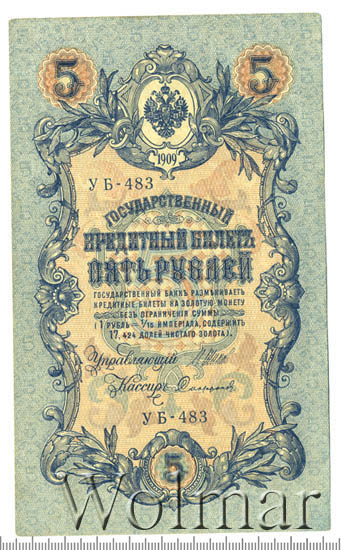 5 5
1909
УБ-483
ГОСУДАРСТВЕННЫЙ
КРЕДИТНЫЙ БИЛЕТЪ
ПЯТЬ РУБЛЕЙ
ГОСУДАРСТВЕННЫЙ БАНКЪ РАЗМѢНИВАЕТЪ
КРЕДИТНЫЕ БИЛЕТЫ НА ЗОЛОТУЮ МОНЕТУ
БЕЗЪ ОГРАНИЧЕНІЯ СУММЫ
(1 РУБЛЬ = 1/15 ИМПЕРІАЛА, СОДЕРЖИТЪ
17,424 ДОЛЕЙ ЧИСТАГО ЗОЛОТА).
Управляющій
Кассиръ
УБ-483
5
Wolmar